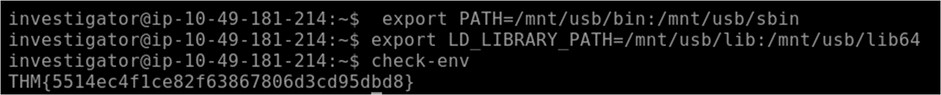 investigator@ip-10-49-181-214:~$  export PATH=/mnt/usb/bin:/mnt/usb/sbin
investigator@ip-10-49-181-214:~$ export LD_LIBRARY_PATH=/mnt/usb/lib:/mnt/usb/lib64
investigator@ip-10-49-181-214:~$ check-env
THM{5514ec4f1ce82f63867806d3cd95dbd8}